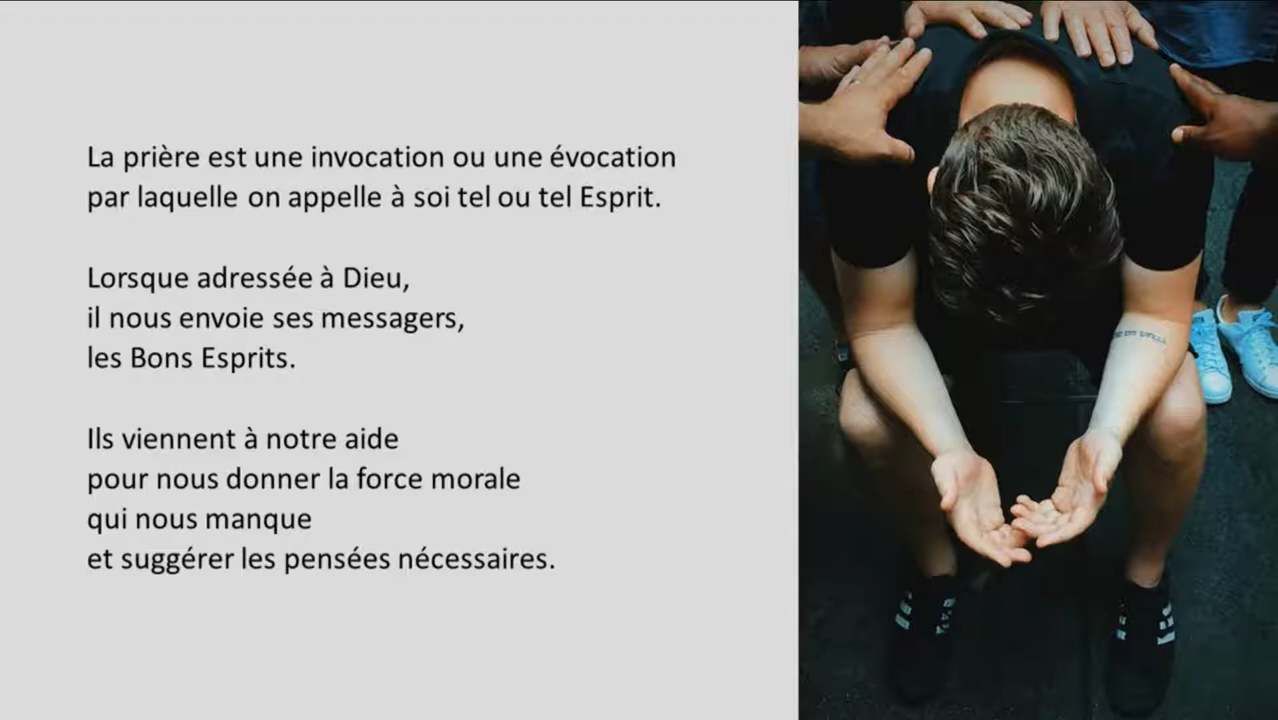 La prière est une invocation ou une évocation
par laquelle on appelle à soi tel ou tel Esprit.
Lorsque adressée à Dieu,
il nous envoie ses messagers,
les Bons Esprits.
Ils viennent à notre aide
pour nous donner la force morale
qui nous manque
et suggérer les pensées nécessaires.